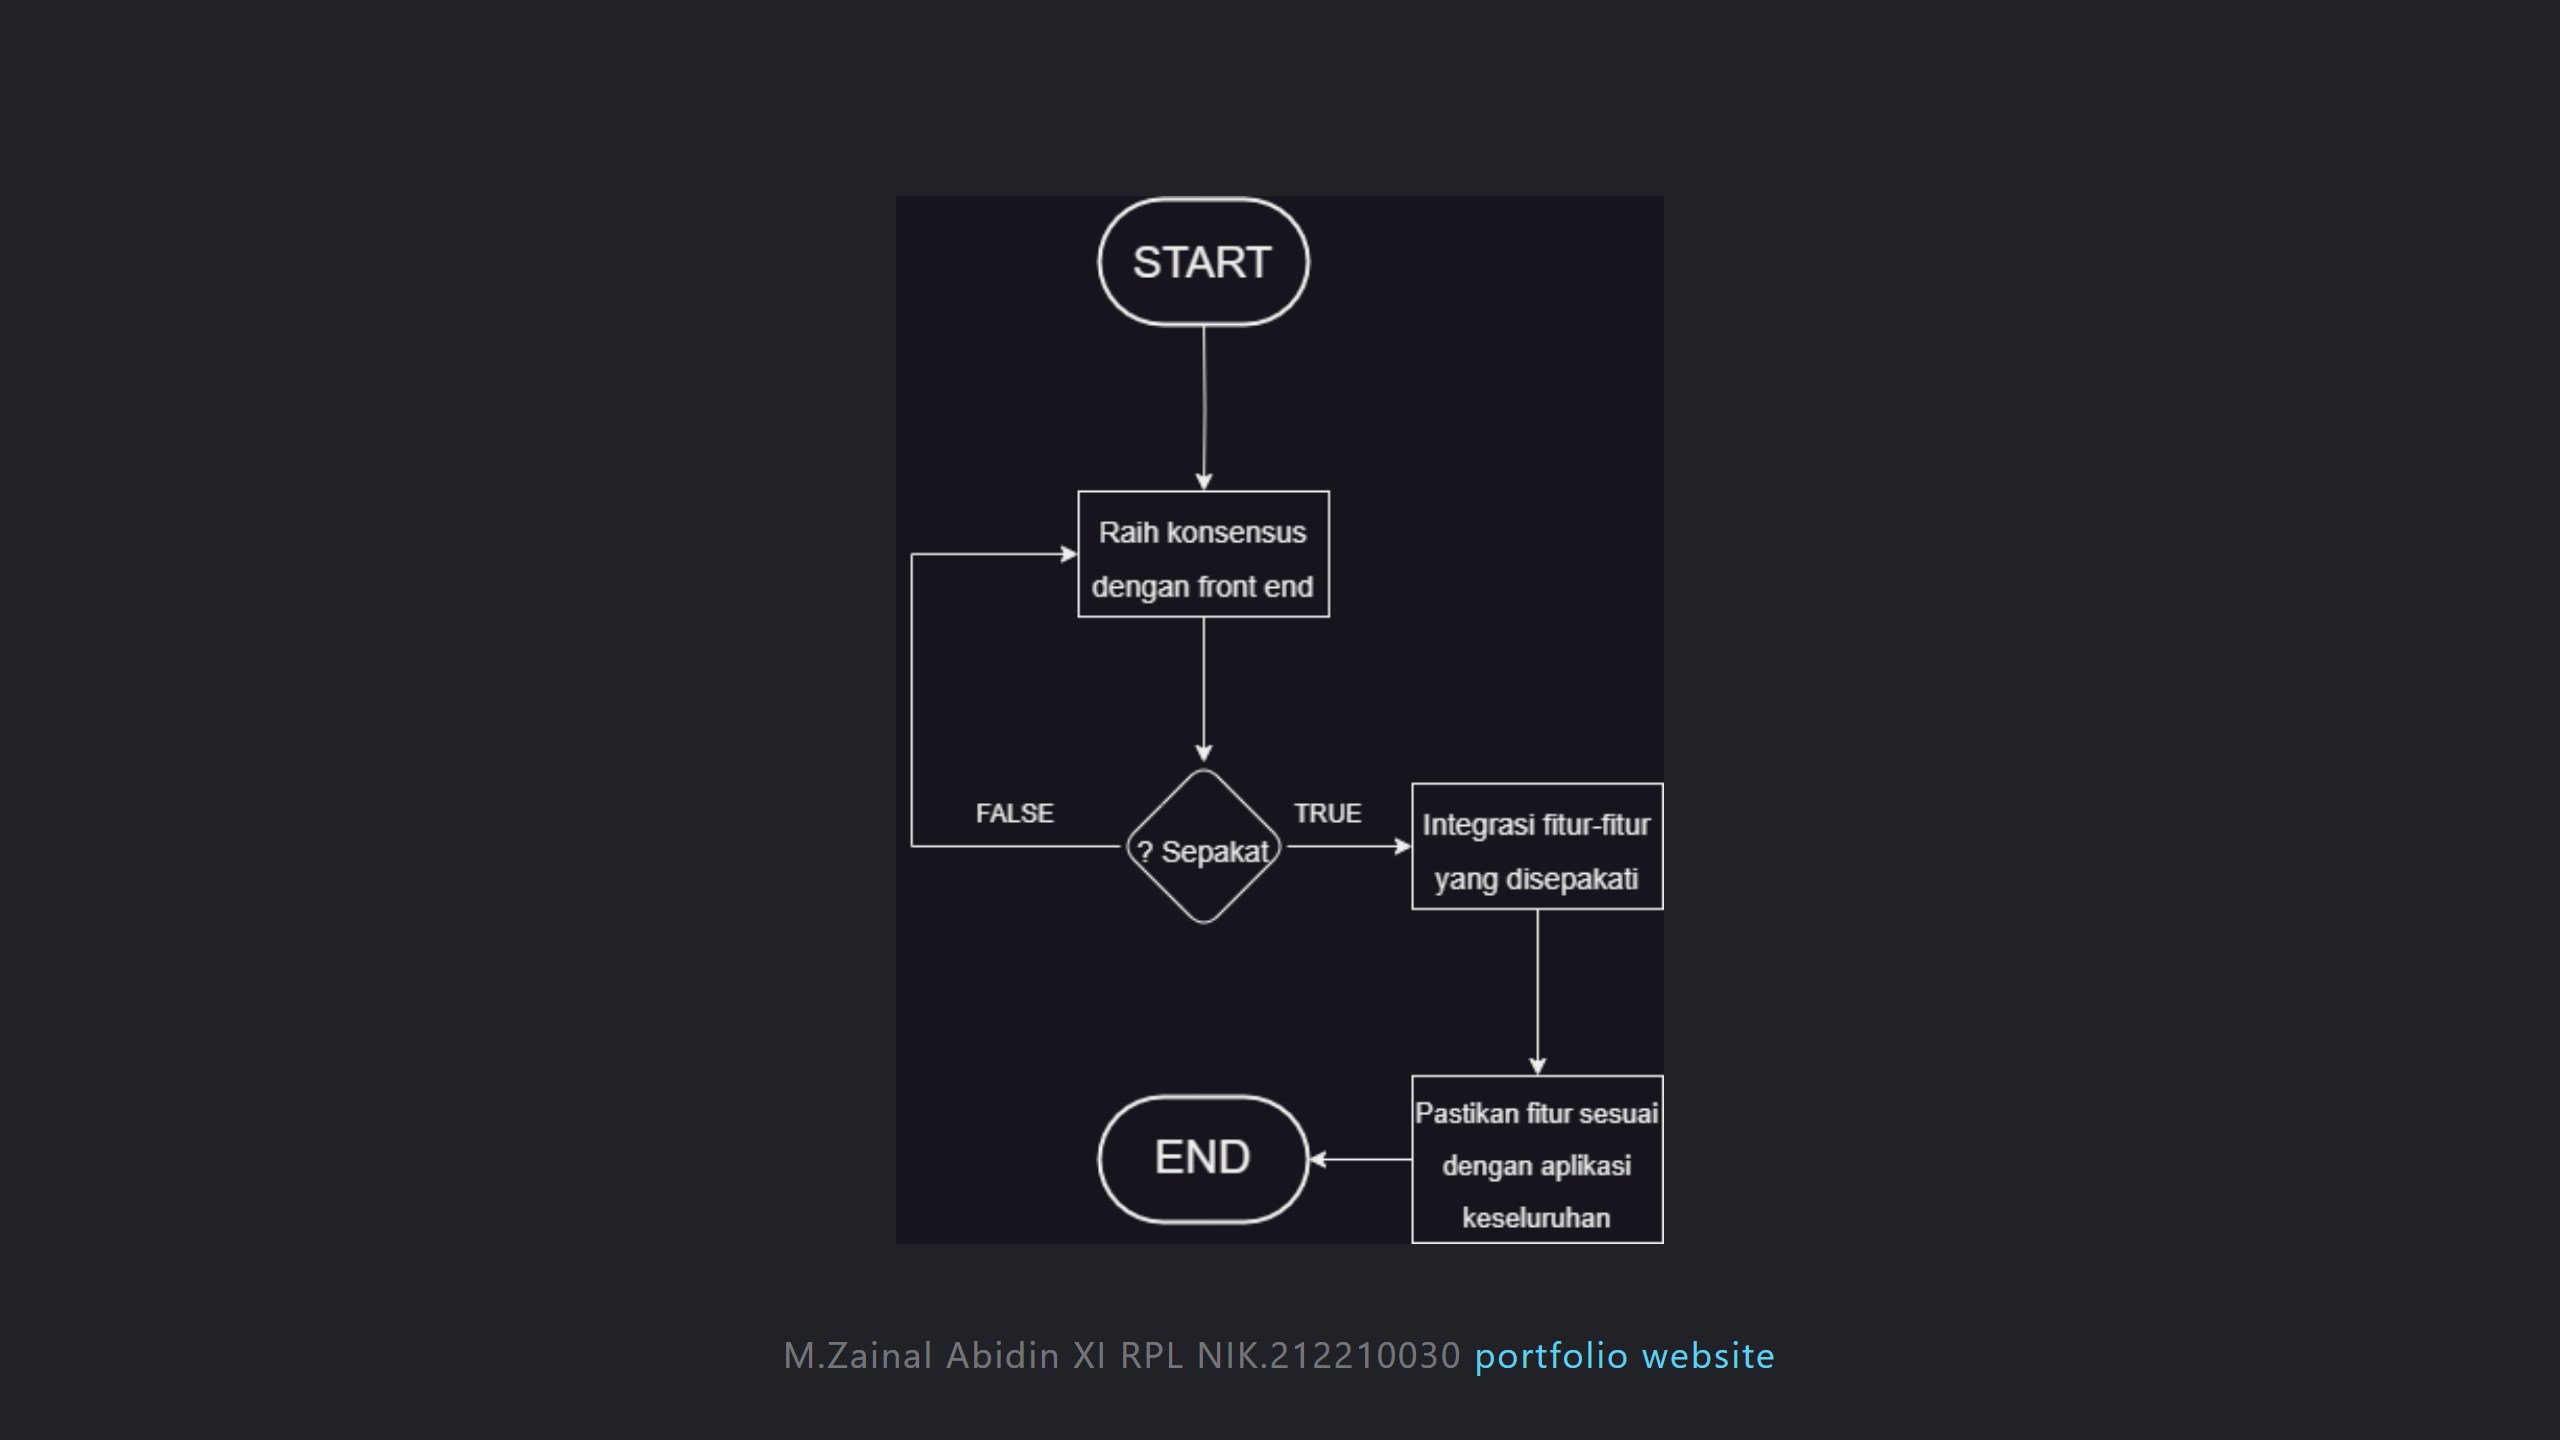 START
Raih konsensus
dengan front end
FALSE
? Sepakat
TRUE
Integrasi fitur-fitur
yang disepakati
Pastikan fitur sesuai
dengan aplikasi
keseluruhan
END
M.Zainal Abidin XI RPL NIK.212210030 portfolio website